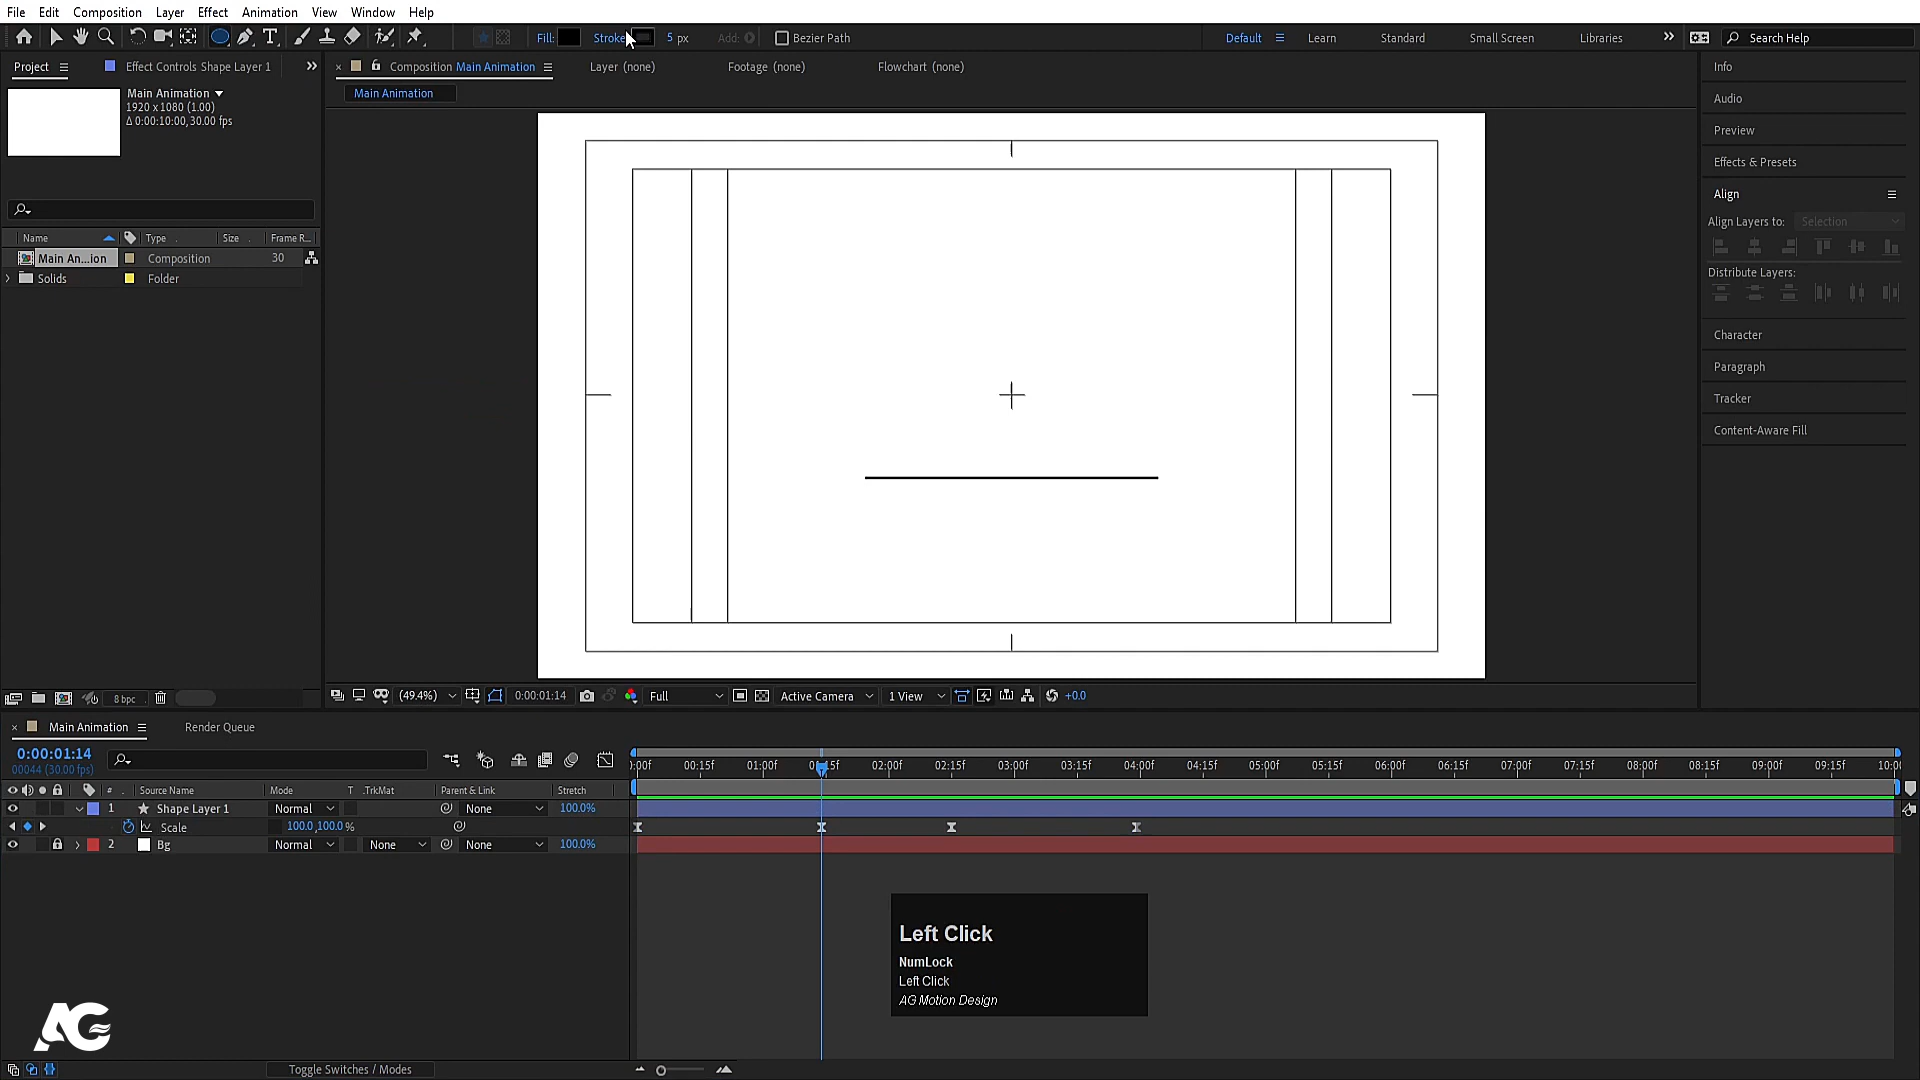 File Edit Composition Layer Effect Animation View Window Help
Fill: Stroke 5 px Add: Bezier Path Default Learn Standard Small Screen Libraries Search Help
Project Effect Controls Shape Layer 1 Composition Main Animation Layer (none) Footage (none) Flowchart (none) Info
Main Animation
1920 x 1080 (1.00)
Δ 0:00:10:00,30.00 fps
Main Animation
Audio
Preview
Effects & Presets
Align
Align Layers to: Selection
Distribute Layers:
Character
Paragraph
Tracker
Content-Aware Fill
Name Type Size Frame R...
Main An...ion Composition 30
Solids Folder
8 bpc
(49.4%) 0:00:01:14 Full Active Camera 1 View +0.0
Main Animation Render Queue
0:00:01:14
00044 (30.00 fps)
:00f 00:15f 01:00f 01:15f 02:00f 02:15f 03:00f 03:15f 04:00f 04:15f 05:00f 05:15f 06:00f 06:15f 07:00f 07:15f 08:00f 08:15f 09:00f 09:15f 10:00
# Source Name Mode T .TrkMat Parent & Link Stretch
1 Shape Layer 1 Normal None 100.0%
Scale 100.0,100.0%
2 Bg Normal None None 100.0%
Left Click
NumLock
Left Click
AG Motion Design
AG
Toggle Switches / Modes